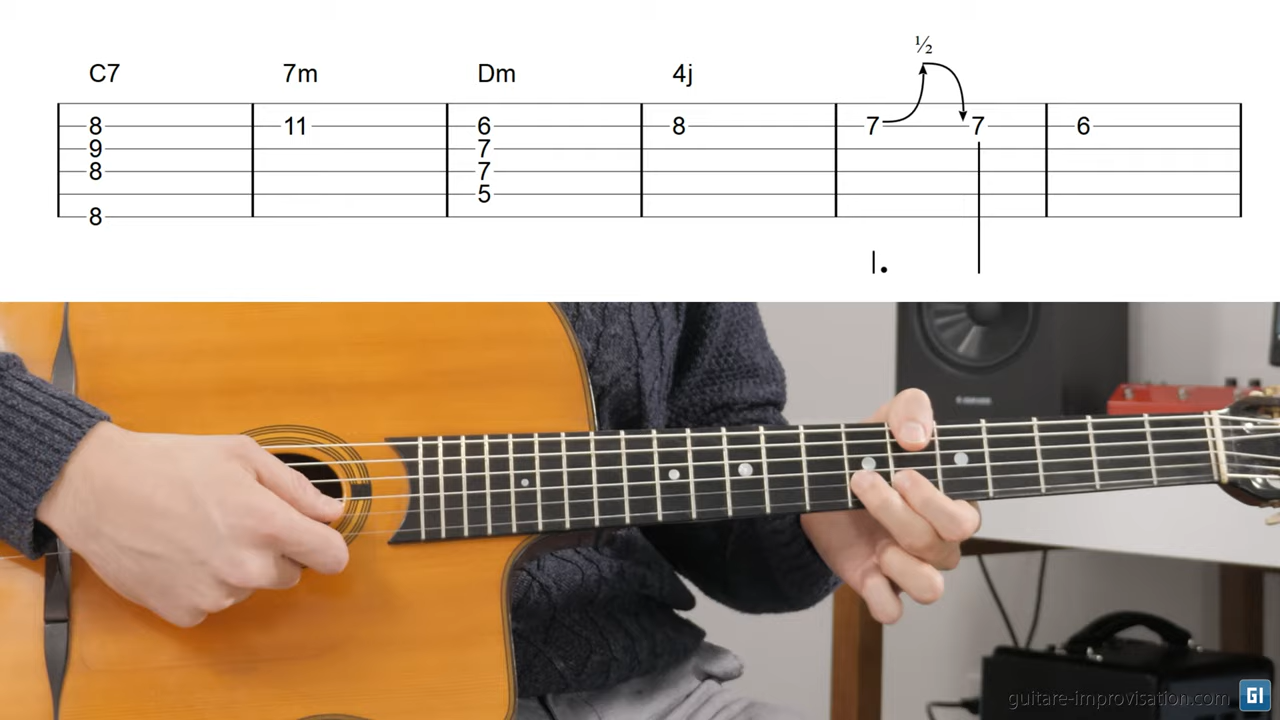 ½
C7 7m Dm 4j
8 11 6 8 7 7 6
9 7
8 7
5
8
guitare-improvisation.com GI